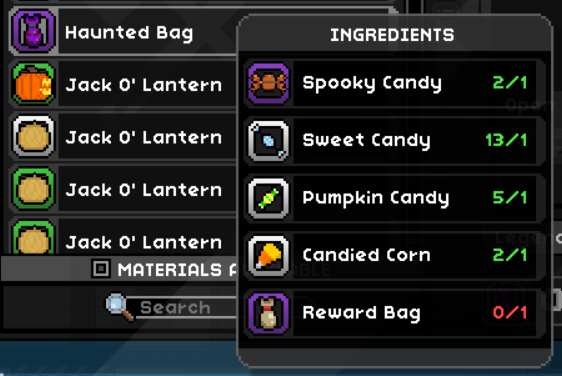 Haunted Bag
Jack O' Lantern
Jack O' Lantern
Jack O' Lantern
Jack O' Lantern
MATERIALS A
Search
INGREDIENTS
Spooky Candy 2/1
Sweet Candy 13/1
Pumpkin Candy 5/1
Candied Corn 2/1
Reward Bag 0/1